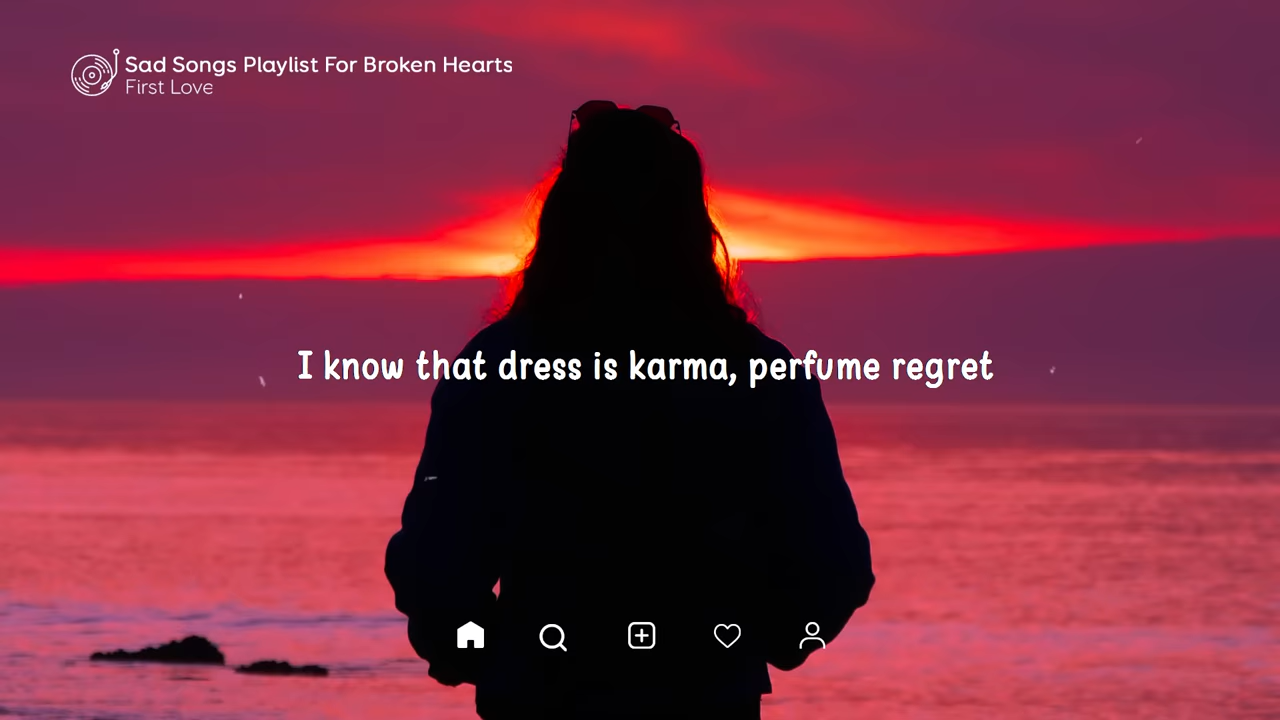 Sad Songs Playlist For Broken Hearts
First Love
I know that dress is karma, perfume regret